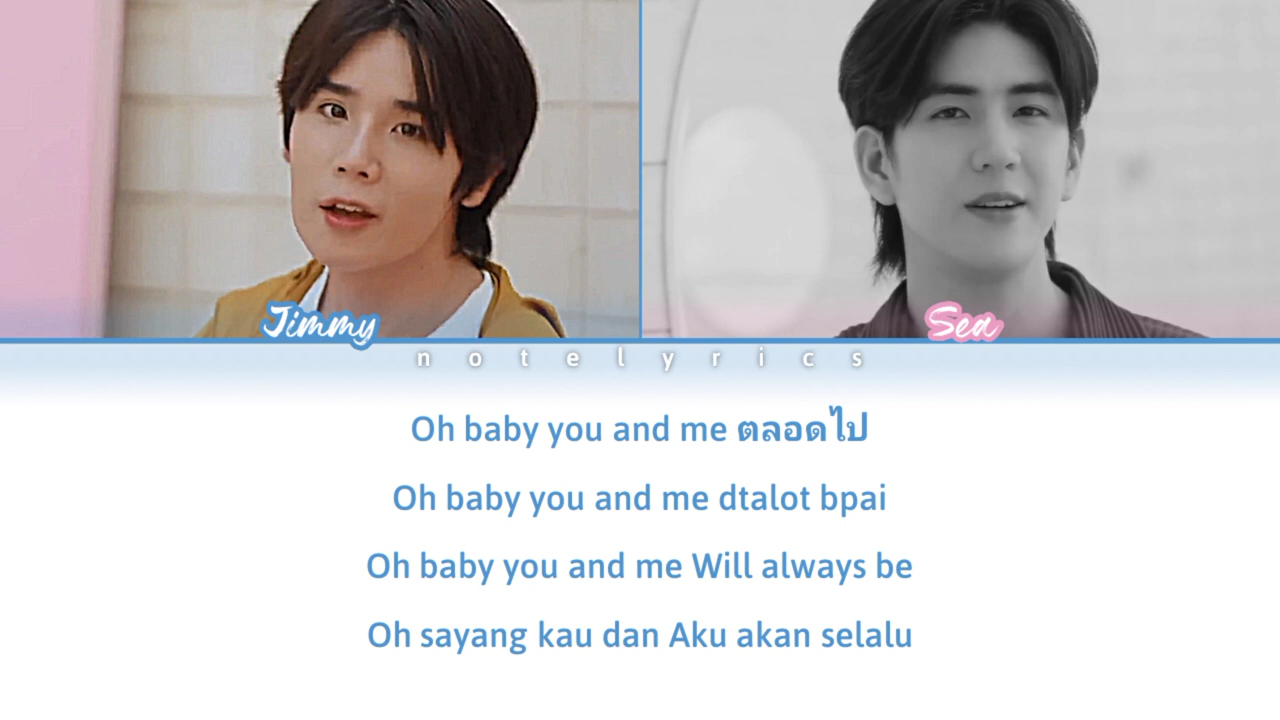 Jimmy
Sea
notelyrics
Oh baby you and me ตลอดไป
Oh baby you and me dtalot bpai
Oh baby you and me Will always be
Oh sayang kau dan Aku akan selalu